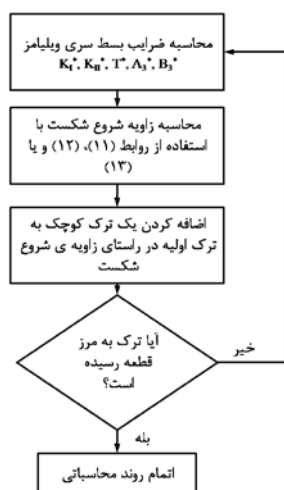 محاسبه ضرایب بسط سری ویلیامز
K_I*, K_II*, T*, A_3*, B_3*
محاسبه زاویه شروع شکست با
استفاده از روابط (۱۱)، (۱۲) و یا
(۱۳)
اضافه کردن یک ترک کوچک به
ترک اولیه در راستای زاویه ی شروع
شکست
آیا ترک به مرز
قطعه رسیده
است؟
خیر
بله
اتمام روند محاسباتی